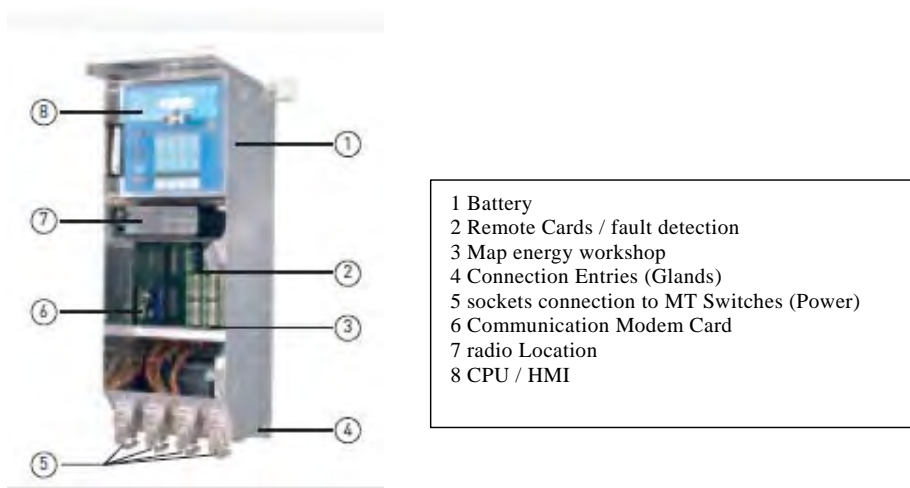 8
1
7
2
6
3
4
5
1 Battery
2 Remote Cards / fault detection
3 Map energy workshop
4 Connection Entries (Glands)
5 sockets connection to MT Switches (Power)
6 Communication Modem Card
7 radio Location
8 CPU / HMI